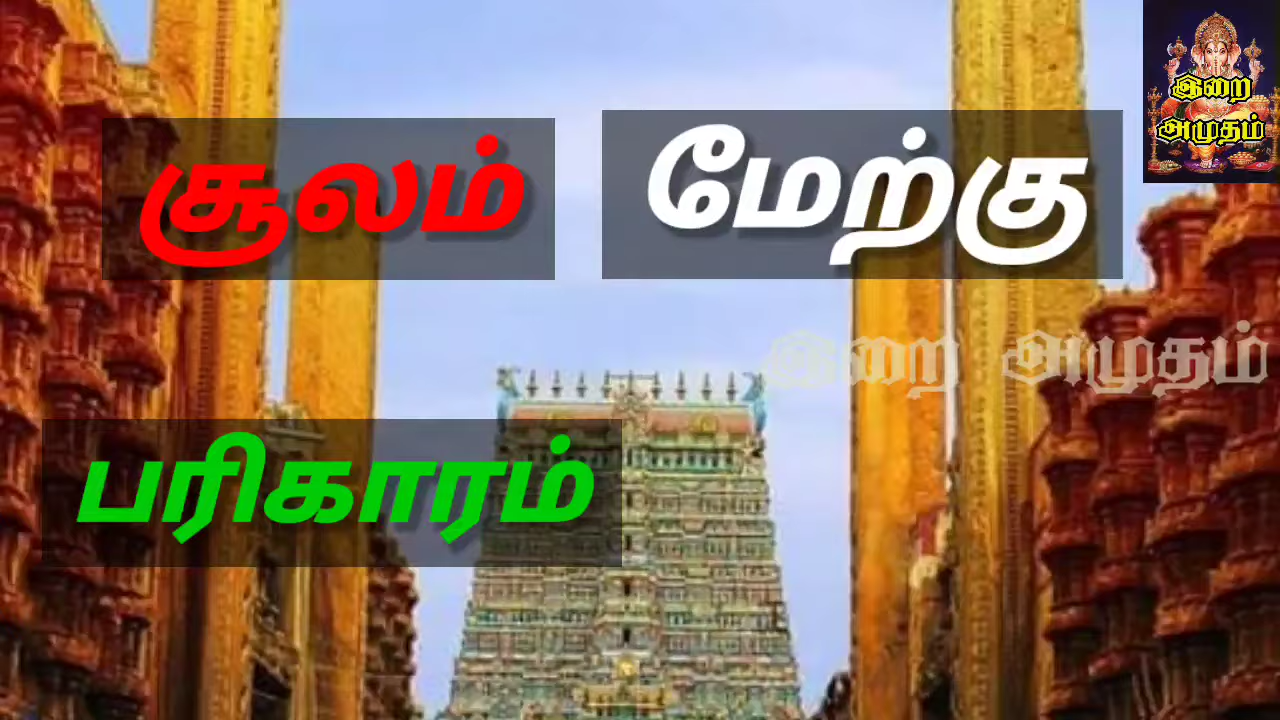 இறை
அமுதம்
சூலம் மேற்கு
இறை அமுதம்
பரிகாரம்